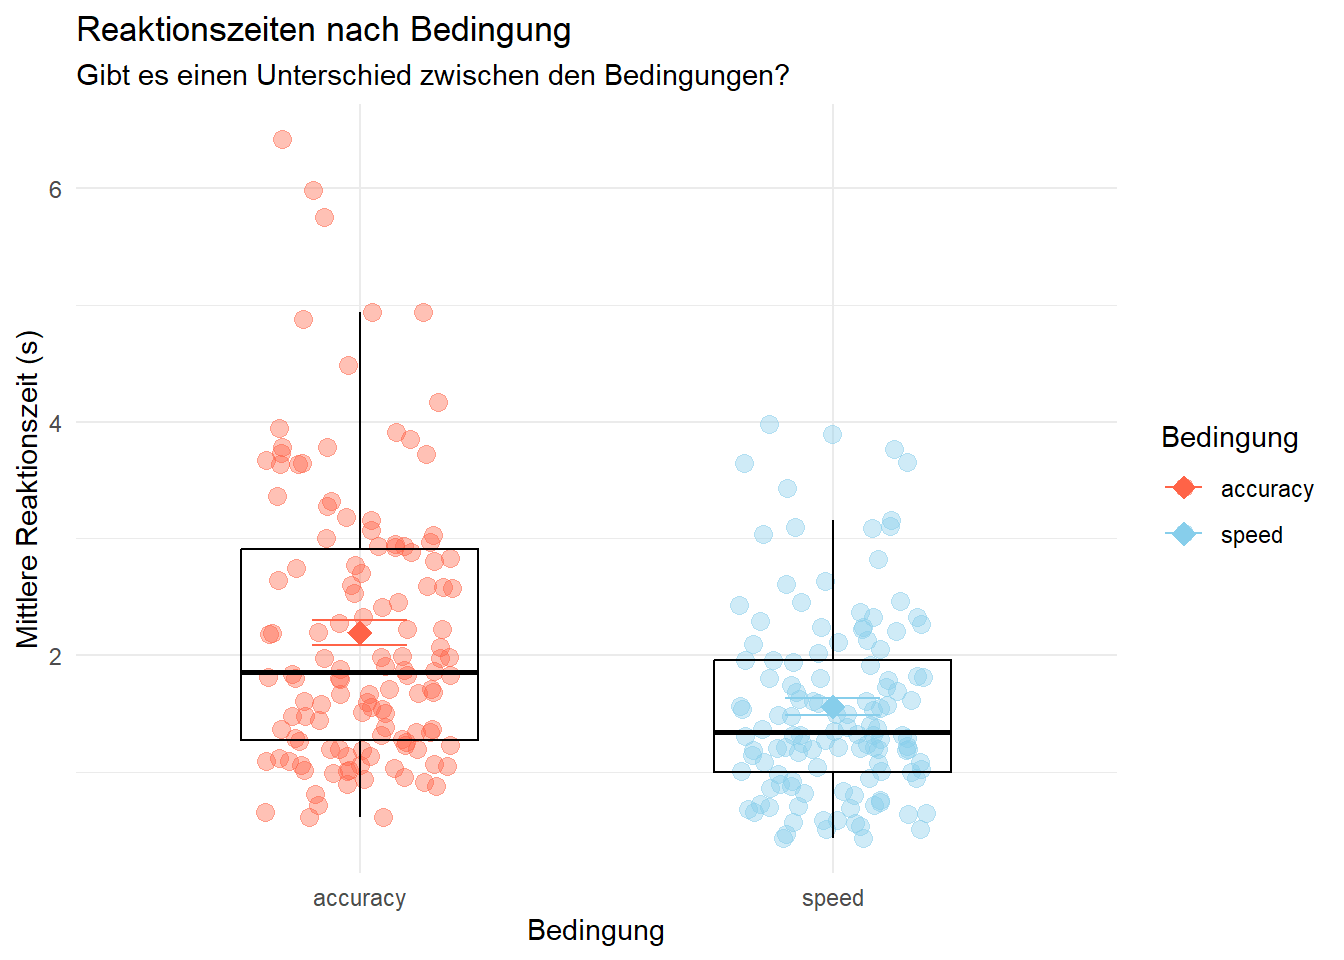 Reaktionszeiten nach Bedingung
Gibt es einen Unterschied zwischen den Bedingungen?
Mittlere Reaktionszeit (s)
6
4
2
accuracy
speed
Bedingung
Bedingung
accuracy
speed